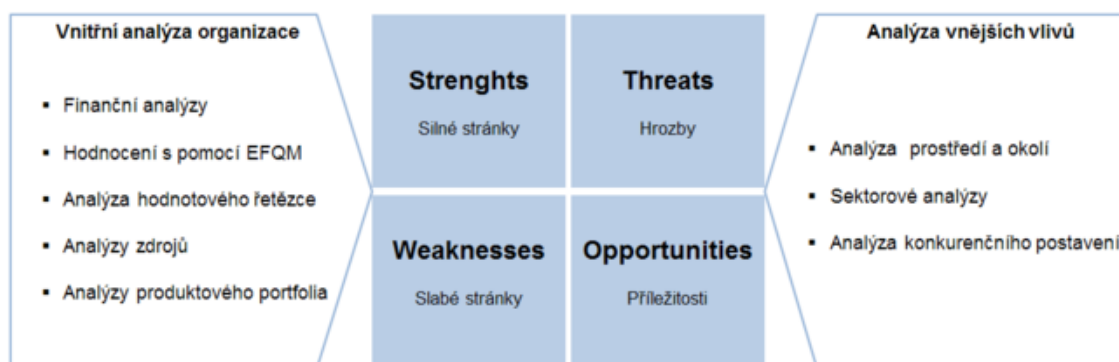 Vnitřní analýza organizace
▪ Finanční analýzy
▪ Hodnocení s pomocí EFQM
▪ Analýza hodnotového řetězce
▪ Analýzy zdrojů
▪ Analýzy produktového portfolia
Strenghts
Silné stránky
Threats
Hrozby
Weaknesses
Slabé stránky
Opportunities
Příležitosti
Analýza vnějších vlivů
▪ Analýza prostředí a okolí
▪ Sektorové analýzy
▪ Analýza konkurenčního postavení